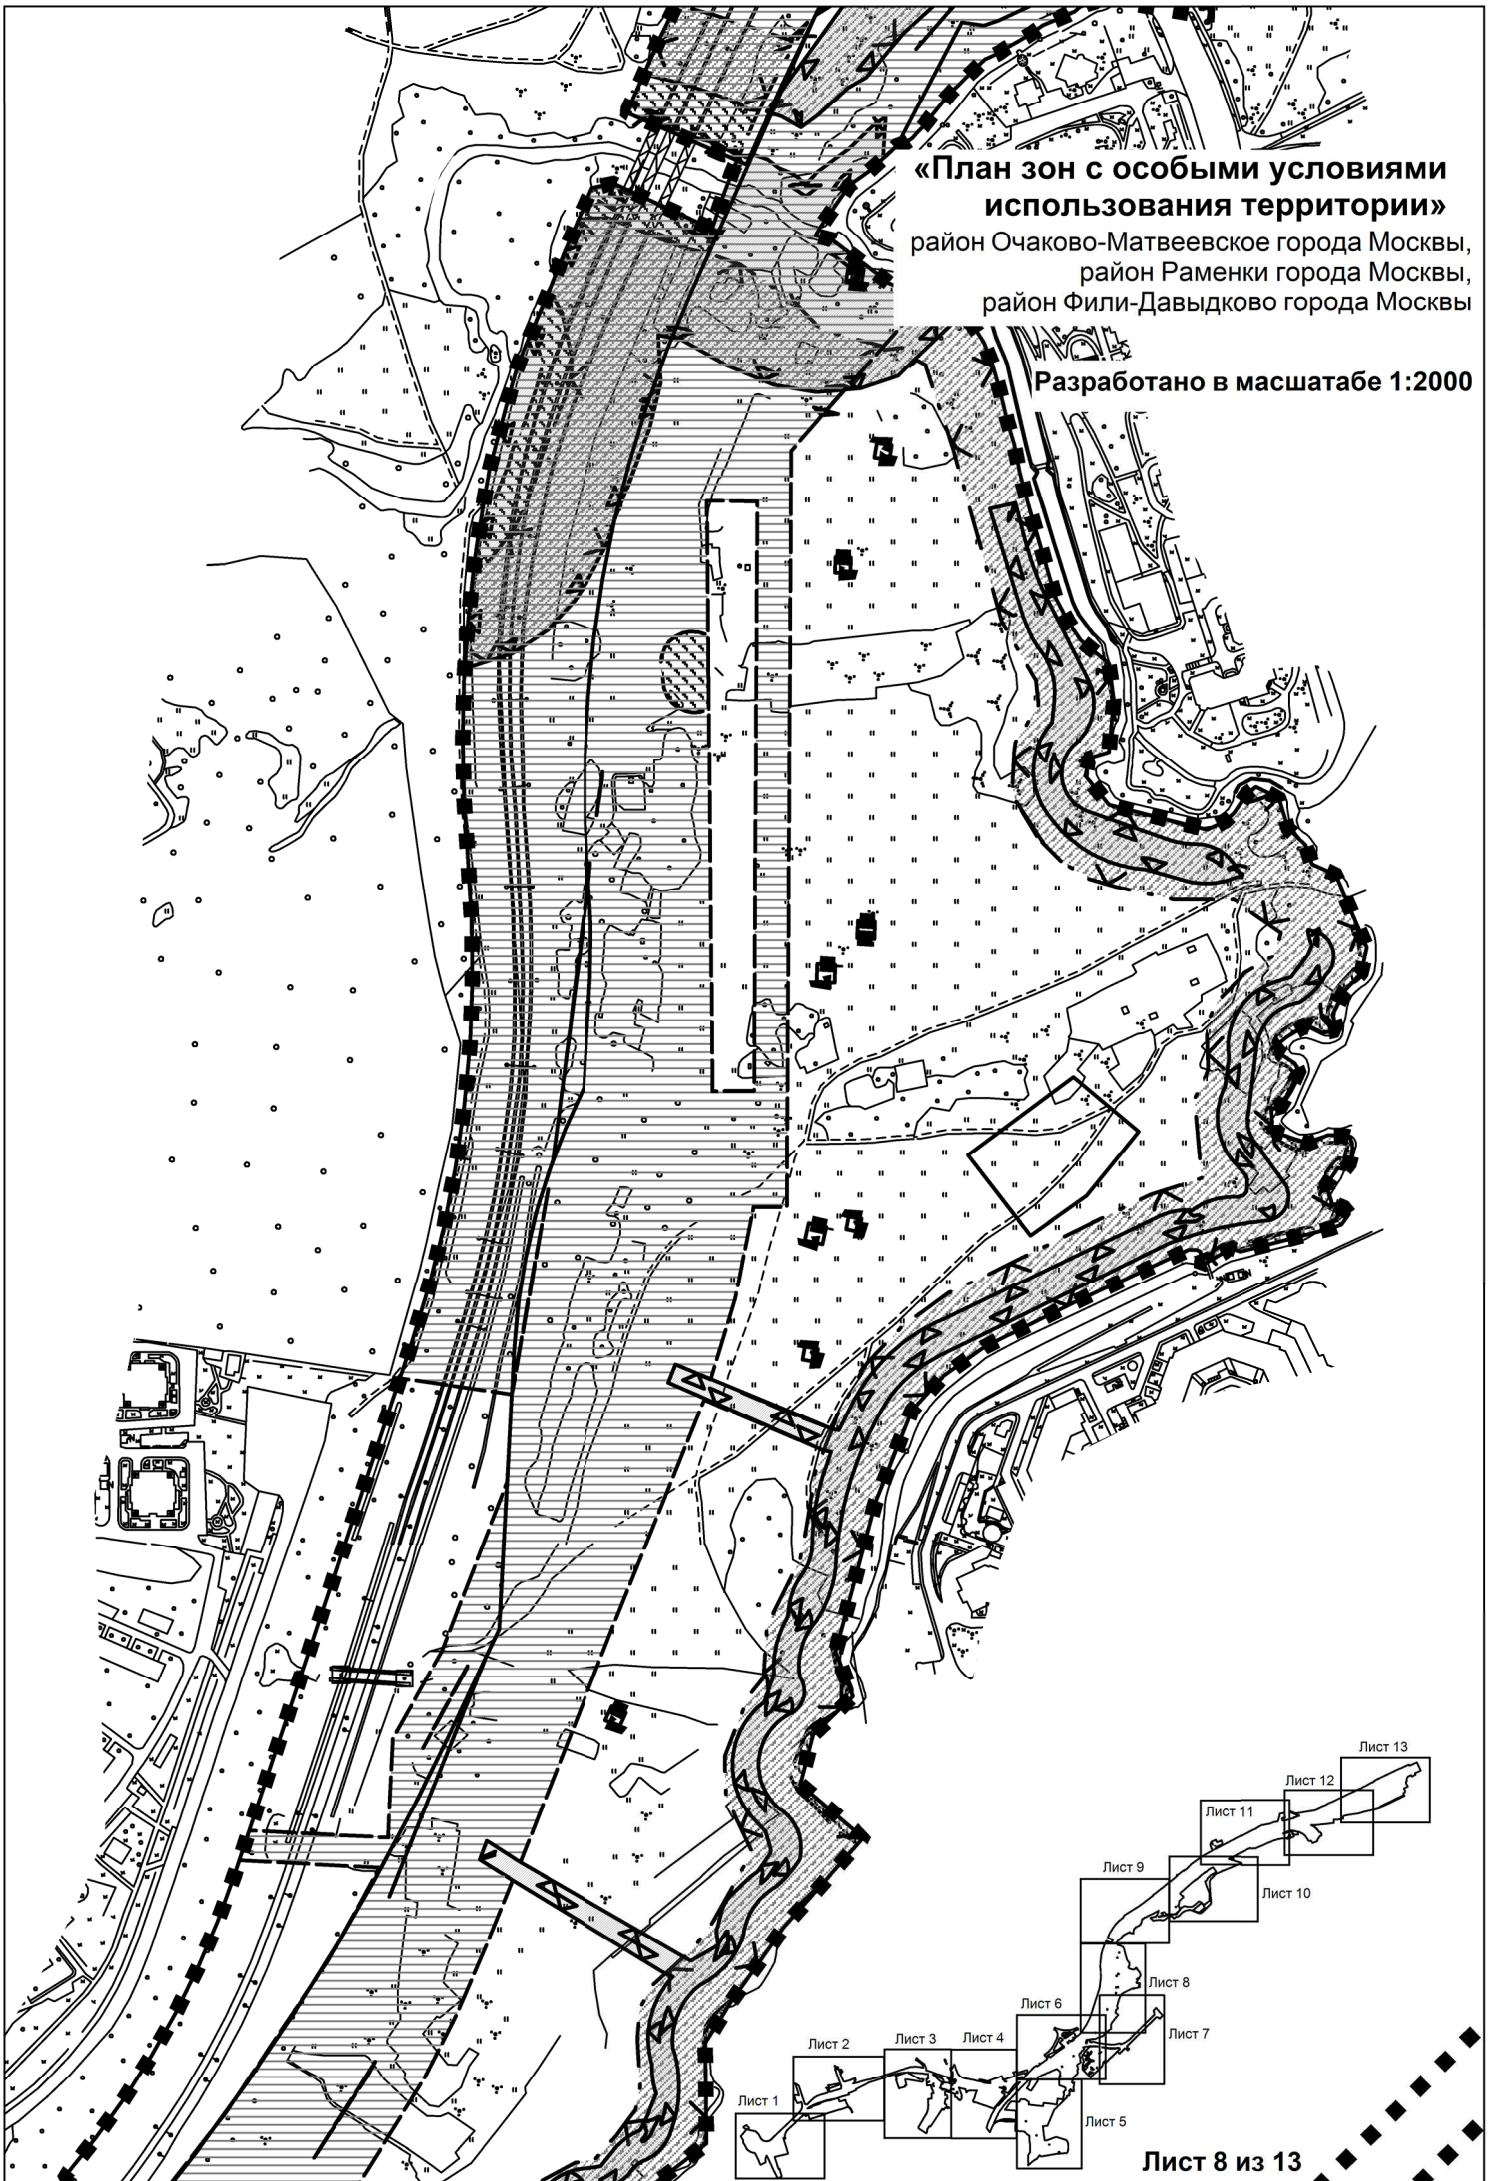 «План зон с особыми условиями
использования территории»
район Очаково-Матвеевское города Москвы,
район Раменки города Москвы,
район Фили-Давыдково города Москвы
Разработано в масштабе 1:2000
Лист 13
Лист 12
Лист 11
Лист 9
Лист 10
Лист 8
Лист 6
Лист 7
Лист 2
Лист 3
Лист 4
Лист 1
Лист 5
Лист 8 из 13